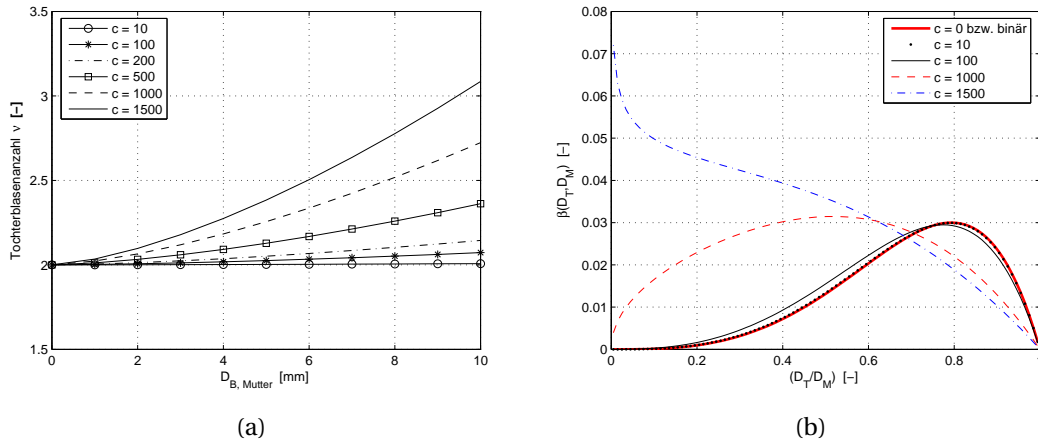 3.5
3
2.5
2
1.5
0 2 4 6 8 10
Tochterblasenanzahl ν [-]
D_B, Mutter [mm]
c = 10
c = 100
c = 200
c = 500
c = 1000
c = 1500
(a)
0.08
0.07
0.06
0.05
0.04
0.03
0.02
0.01
0
0 0.2 0.4 0.6 0.8 1
β(D_T,D_M) [-]
(D_T/D_M) [-]
c = 0 bzw. binär
c = 10
c = 100
c = 1000
c = 1500
(b)